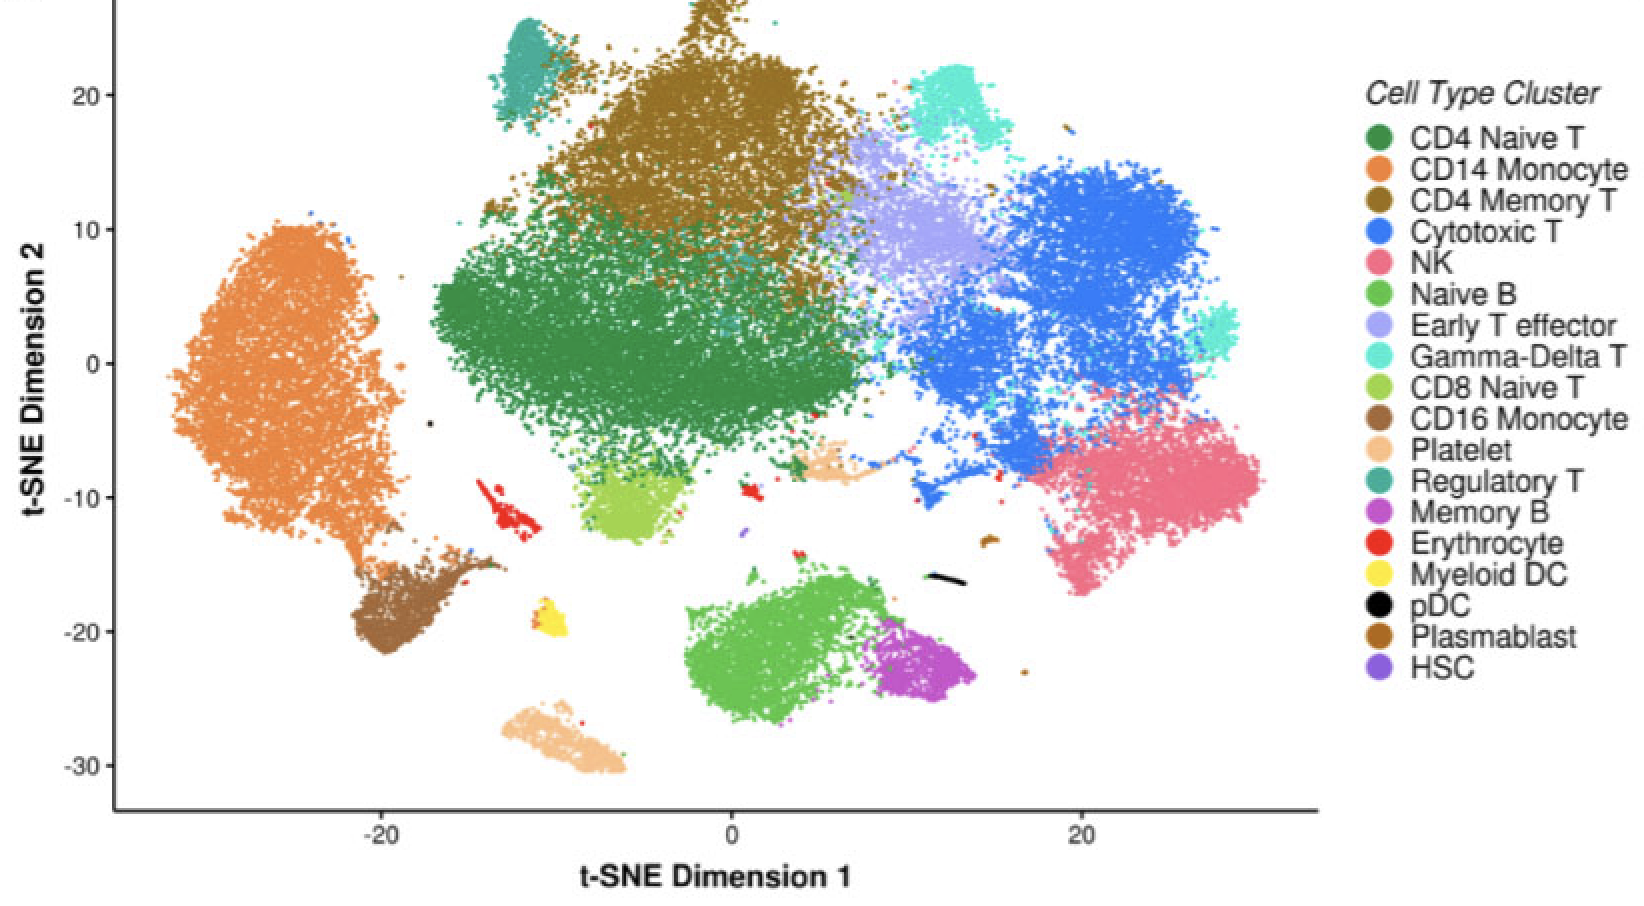 Cell Type Cluster
CD4 Naive T
CD14 Monocyte
CD4 Memory T
Cytotoxic T
NK
Naive B
Early T effector
Gamma-Delta T
CD8 Naive T
CD16 Monocyte
Platelet
Regulatory T
Memory B
Erythrocyte
Myeloid DC
pDC
Plasmablast
HSC
t-SNE Dimension 2
20
10
0
-10
-20
-30
-20
0
20
t-SNE Dimension 1